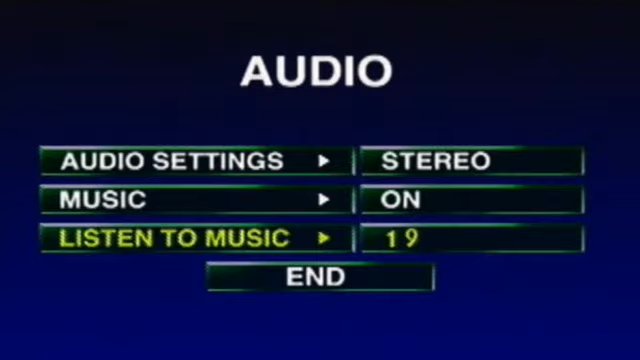 AUDIO
AUDIO SETTINGS ▶ STEREO
MUSIC ▶ ON
LISTEN TO MUSIC ▶ 19
END